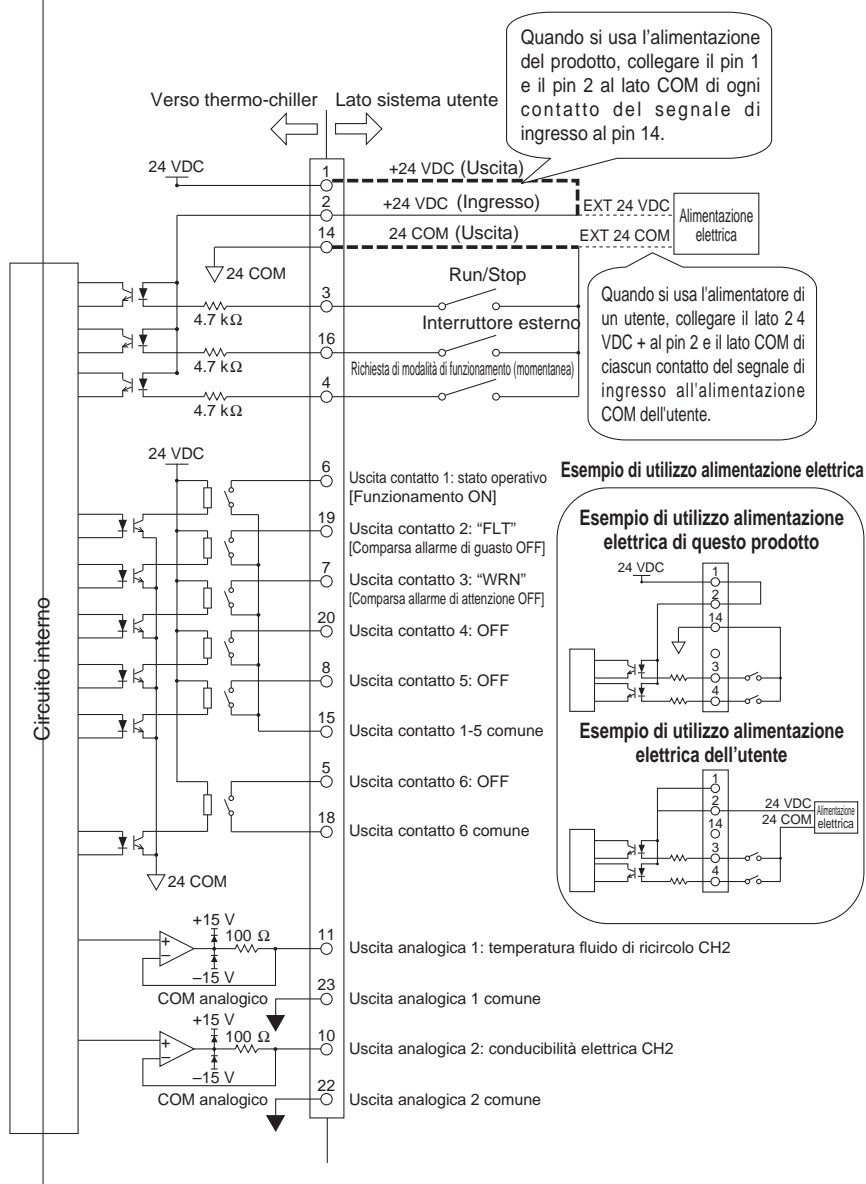 Quando si usa l'alimentazione
del prodotto, collegare il pin 1
e il pin 2 al lato COM di ogni
contatto del segnale di
ingresso al pin 14.
Verso thermo-chiller
Lato sistema utente
24 VDC
1
+24 VDC (Uscita)
2
+24 VDC (Ingresso)
EXT 24 VDC
14
24 COM (Uscita)
EXT 24 COM
Alimentazione
elettrica
24 COM
3
Run/Stop
4.7 kΩ
16
Interruttore esterno
4.7 kΩ
4
Richiesta di modalità di funzionamento (momentanea)
4.7 kΩ
Quando si usa l'alimentatore di
un utente, collegare il lato 2 4
VDC + al pin 2 e il lato COM di
ciascun contatto del segnale di
ingresso all'alimentazione
COM dell'utente.
24 VDC
6
Uscita contatto 1: stato operativo
[Funzionamento ON]
19
Uscita contatto 2: “FLT”
[Comparsa allarme di guasto OFF]
7
Uscita contatto 3: “WRN”
[Comparsa allarme di attenzione OFF]
20
Uscita contatto 4: OFF
8
Uscita contatto 5: OFF
15
Uscita contatto 1-5 comune
5
Uscita contatto 6: OFF
18
Uscita contatto 6 comune
24 COM
Circuito interno
+15 V
100 Ω
11
Uscita analogica 1: temperatura fluido di ricircolo CH2
+
–
–15 V
COM analogico
23
Uscita analogica 1 comune
+15 V
100 Ω
10
Uscita analogica 2: conducibilità elettrica CH2
+
–
–15 V
COM analogico
22
Uscita analogica 2 comune
Esempio di utilizzo alimentazione elettrica
Esempio di utilizzo alimentazione
elettrica di questo prodotto
24 VDC
1
2
14
3
4
Esempio di utilizzo alimentazione
elettrica dell’utente
1
2
24 VDC
14
24 COM
Alimentazione
elettrica
3
4